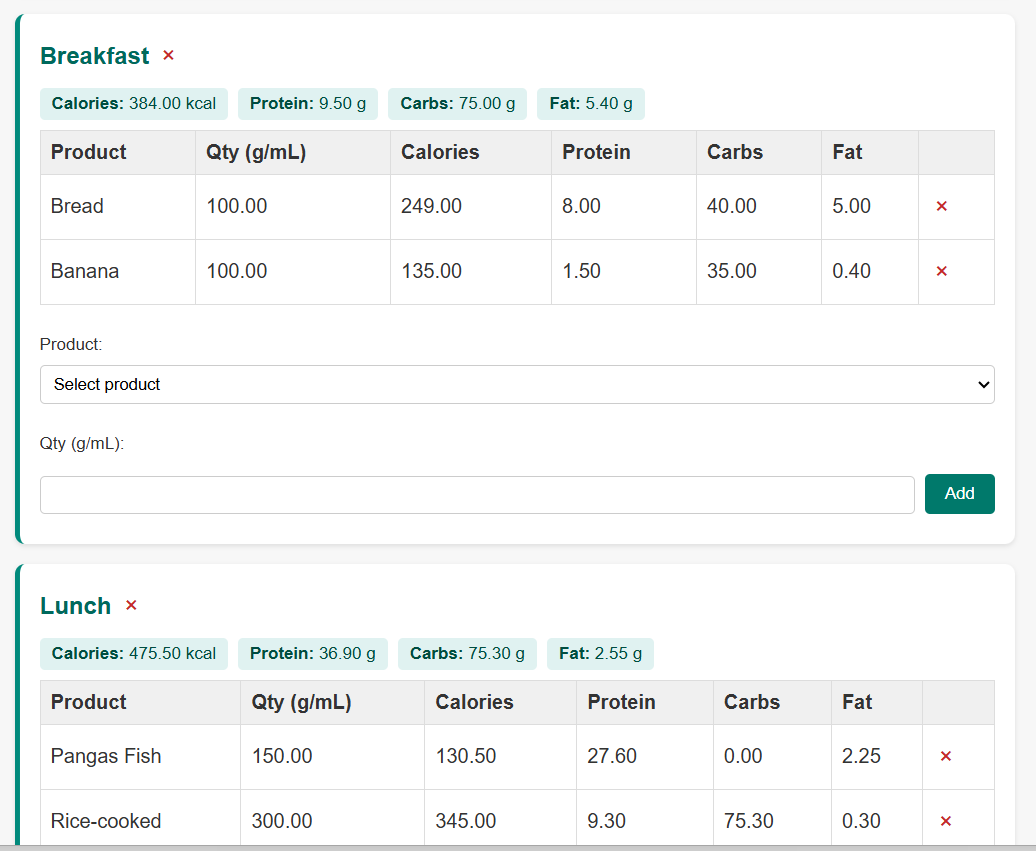 Breakfast ×
Calories: 384.00 kcal Protein: 9.50 g Carbs: 75.00 g Fat: 5.40 g
Product Qty (g/mL) Calories Protein Carbs Fat
Bread 100.00 249.00 8.00 40.00 5.00 ×
Banana 100.00 135.00 1.50 35.00 0.40 ×
Product:
Select product
Qty (g/mL):
Add
Lunch ×
Calories: 475.50 kcal Protein: 36.90 g Carbs: 75.30 g Fat: 2.55 g
Product Qty (g/mL) Calories Protein Carbs Fat
Pangas Fish 150.00 130.50 27.60 0.00 2.25 ×
Rice-cooked 300.00 345.00 9.30 75.30 0.30 ×